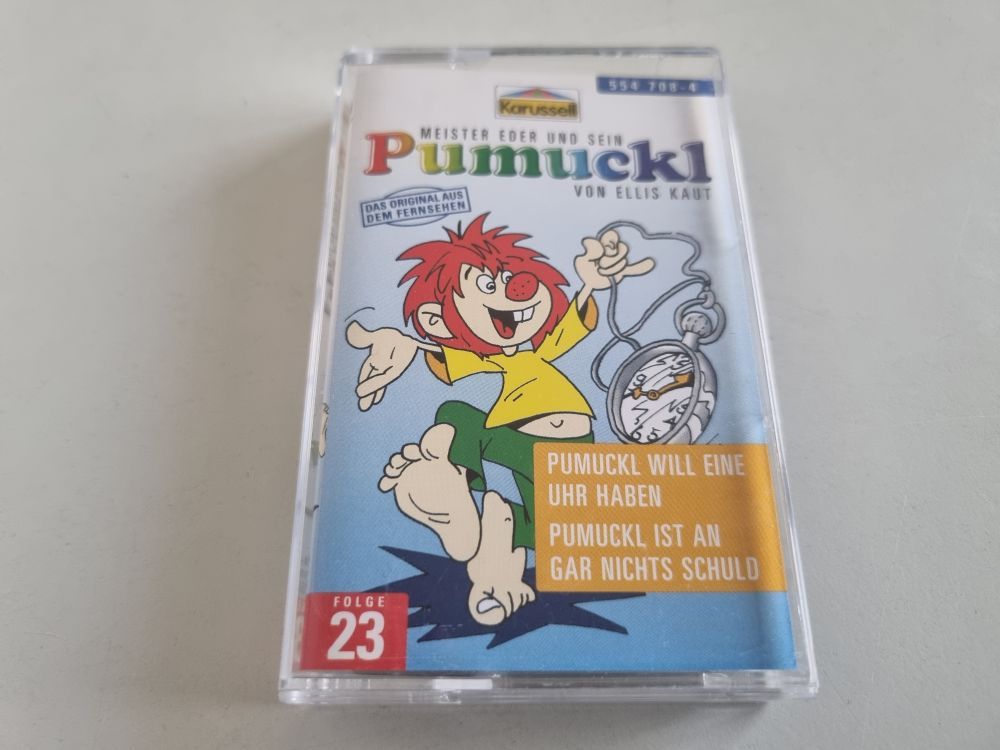 554 708-4
Karussell
MEISTER EDER UND SEIN
Pumuckl
VON ELLIS KAUT
DAS ORIGINAL AUS
DEM FERNSEHEN
PUMUCKL WILL EINE
UHR HABEN
PUMUCKL IST AN
GAR NICHTS SCHULD
FOLGE
23